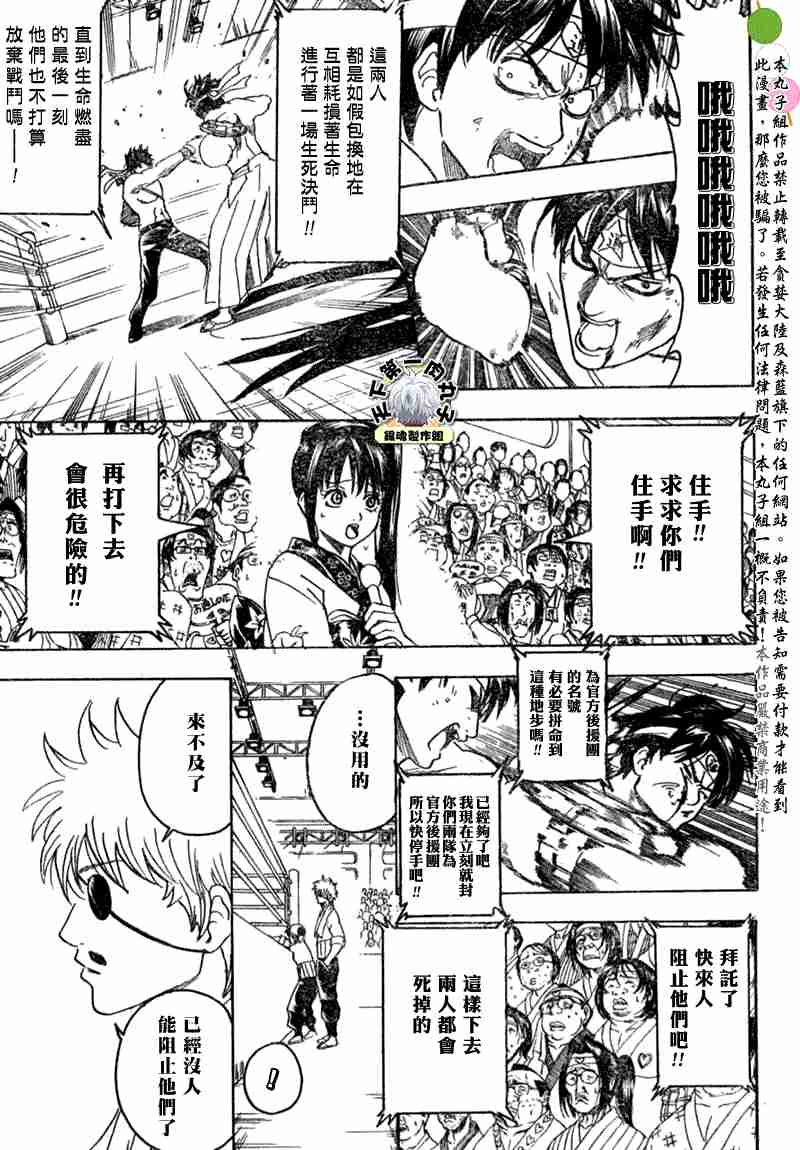 哦哦哦哦哦哦
這兩人
都是如假包換地在
互相耗損著生命
進行著一場生死決鬥!!
直到生命燃盡
的最後一刻
他們也不打算
放棄戰鬥嗎——!
住手!!
求求你們
住手啊!!
再打下去
會很危險的!!
為官方後援團
的名號
有必要拼命到
這種地步嗎!!
已經夠了吧
我現在立刻就封
你們兩隊為
官方後援團
所以快停手吧!!
....沒用的
來不及了
拜託了
快來人
阻止他們吧!!
這樣下去
兩人都會
死掉的
!
已經沒人
能阻止他們了
天下第一肉丸子
銀魂製作組
本丸子組作品禁止轉載至貪婪大陸及森藍旗下的任何網站。如果您被告知需要付款才能看到
此漫畫，那麼您被騙了。若發生任何法律問題，本丸子組一概不負責！本作品嚴禁商業用途！